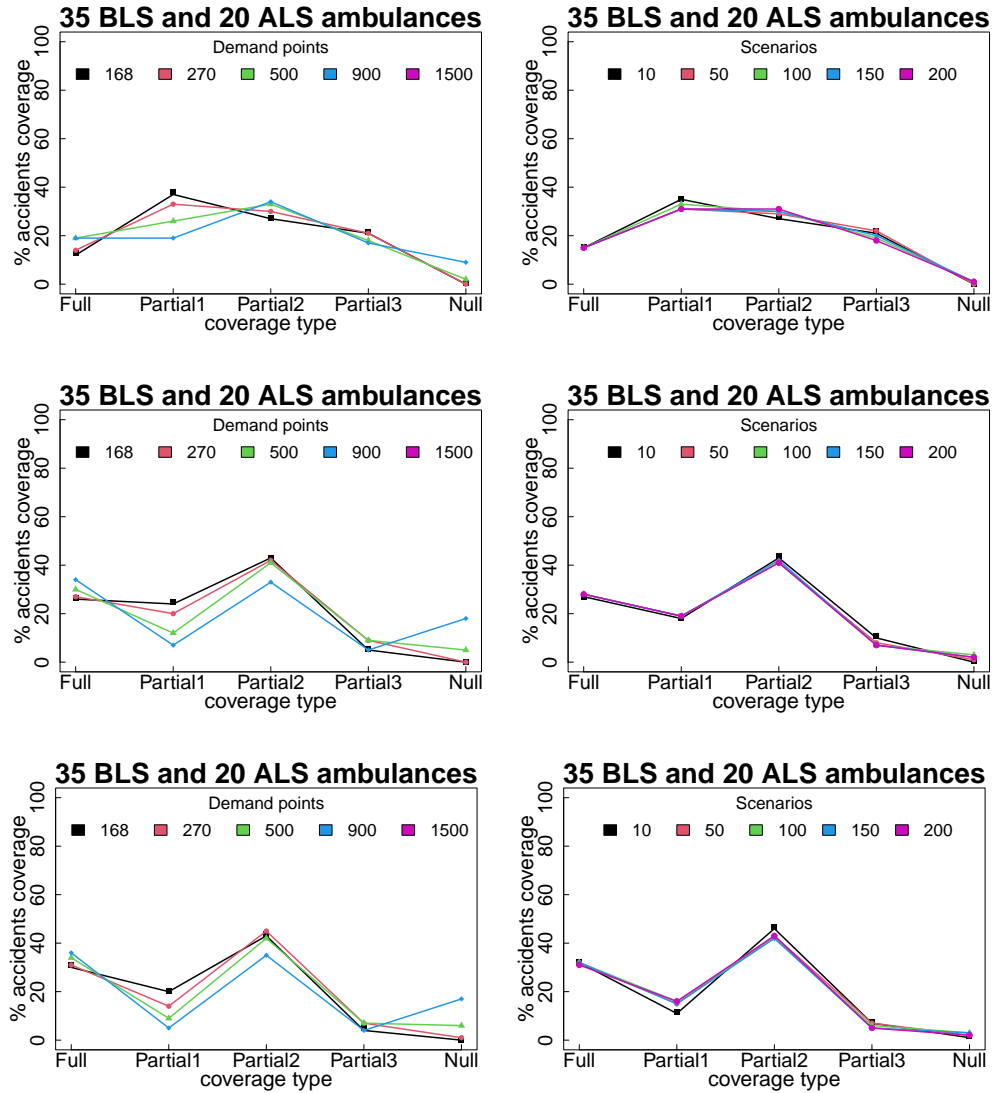 35 BLS and 20 ALS ambulances
Demand points
168 270 500 900 1500
% accidents coverage
0 20 40 60 80 100
Full Partial1 Partial2 Partial3 Null
coverage type
35 BLS and 20 ALS ambulances
Scenarios
10 50 100 150 200
% accidents coverage
0 20 40 60 80 100
Full Partial1 Partial2 Partial3 Null
coverage type
35 BLS and 20 ALS ambulances
Demand points
168 270 500 900 1500
% accidents coverage
0 20 40 60 80 100
Full Partial1 Partial2 Partial3 Null
coverage type
35 BLS and 20 ALS ambulances
Scenarios
10 50 100 150 200
% accidents coverage
0 20 40 60 80 100
Full Partial1 Partial2 Partial3 Null
coverage type
35 BLS and 20 ALS ambulances
Demand points
168 270 500 900 1500
% accidents coverage
0 20 40 60 80 100
Full Partial1 Partial2 Partial3 Null
coverage type
35 BLS and 20 ALS ambulances
Scenarios
10 50 100 150 200
% accidents coverage
0 20 40 60 80 100
Full Partial1 Partial2 Partial3 Null
coverage type